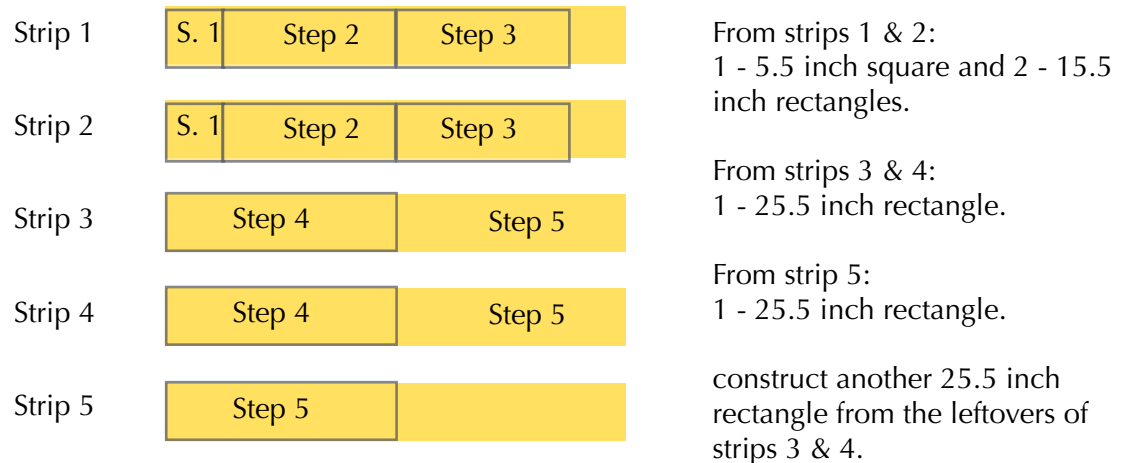 Strip 1
S. 1 Step 2 Step 3
Strip 2
S. 1 Step 2 Step 3
Strip 3
Step 4 Step 5
Strip 4
Step 4 Step 5
Strip 5
Step 5
From strips 1 & 2:
1 - 5.5 inch square and 2 - 15.5
inch rectangles.
From strips 3 & 4:
1 - 25.5 inch rectangle.
From strip 5:
1 - 25.5 inch rectangle.
construct another 25.5 inch
rectangle from the leftovers of
strips 3 & 4.